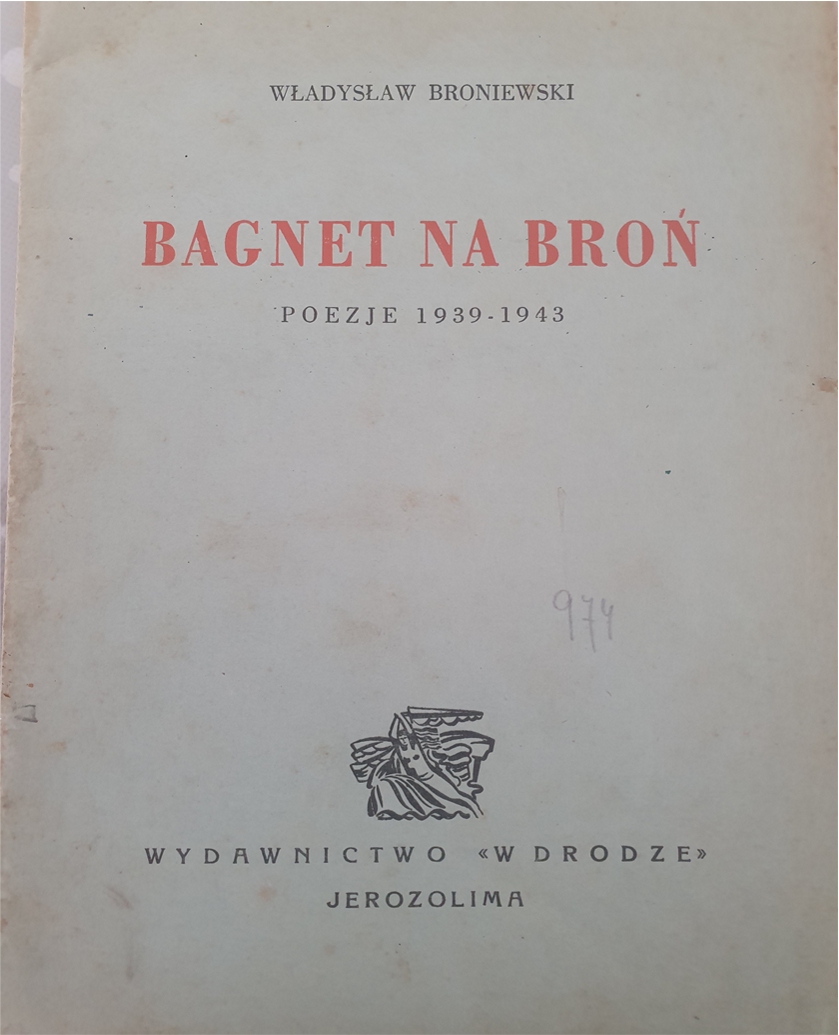 WŁADYSŁAW BRONIEWSKI
BAGNET NA BROŃ
POEZJE 1939-1943
974
WYDAWNICTWO «W DRODZE»
JEROZOLIMA